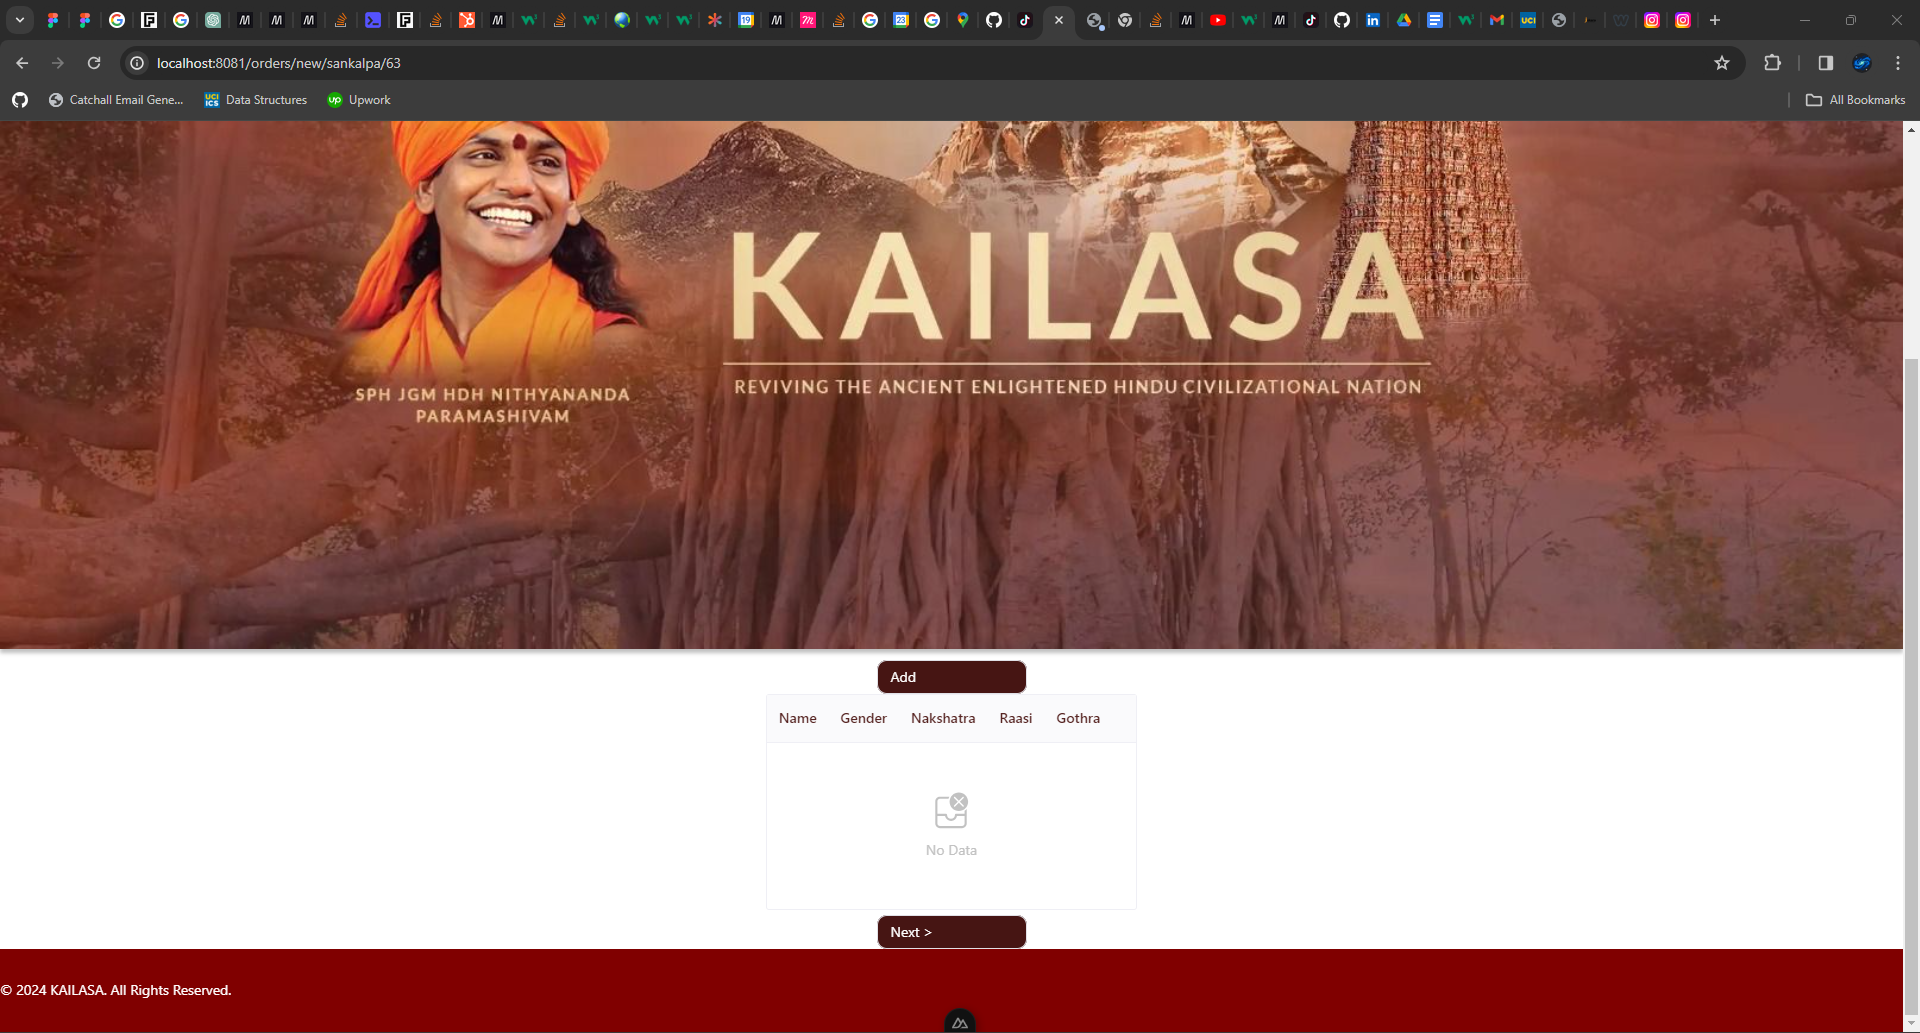 localhost:8081/orders/new/sankalpa/63
Catchall Email Gene...
Data Structures
Upwork
All Bookmarks
KAILASA
REVIVING THE ANCIENT ENLIGHTENED HINDU CIVILIZATIONAL NATION
SPH JGM HDH NITHYANANDA
PARAMASHIVAM
Add
Name Gender Nakshatra Raasi Gothra
No Data
Next >
© 2024 KAILASA. All Rights Reserved.